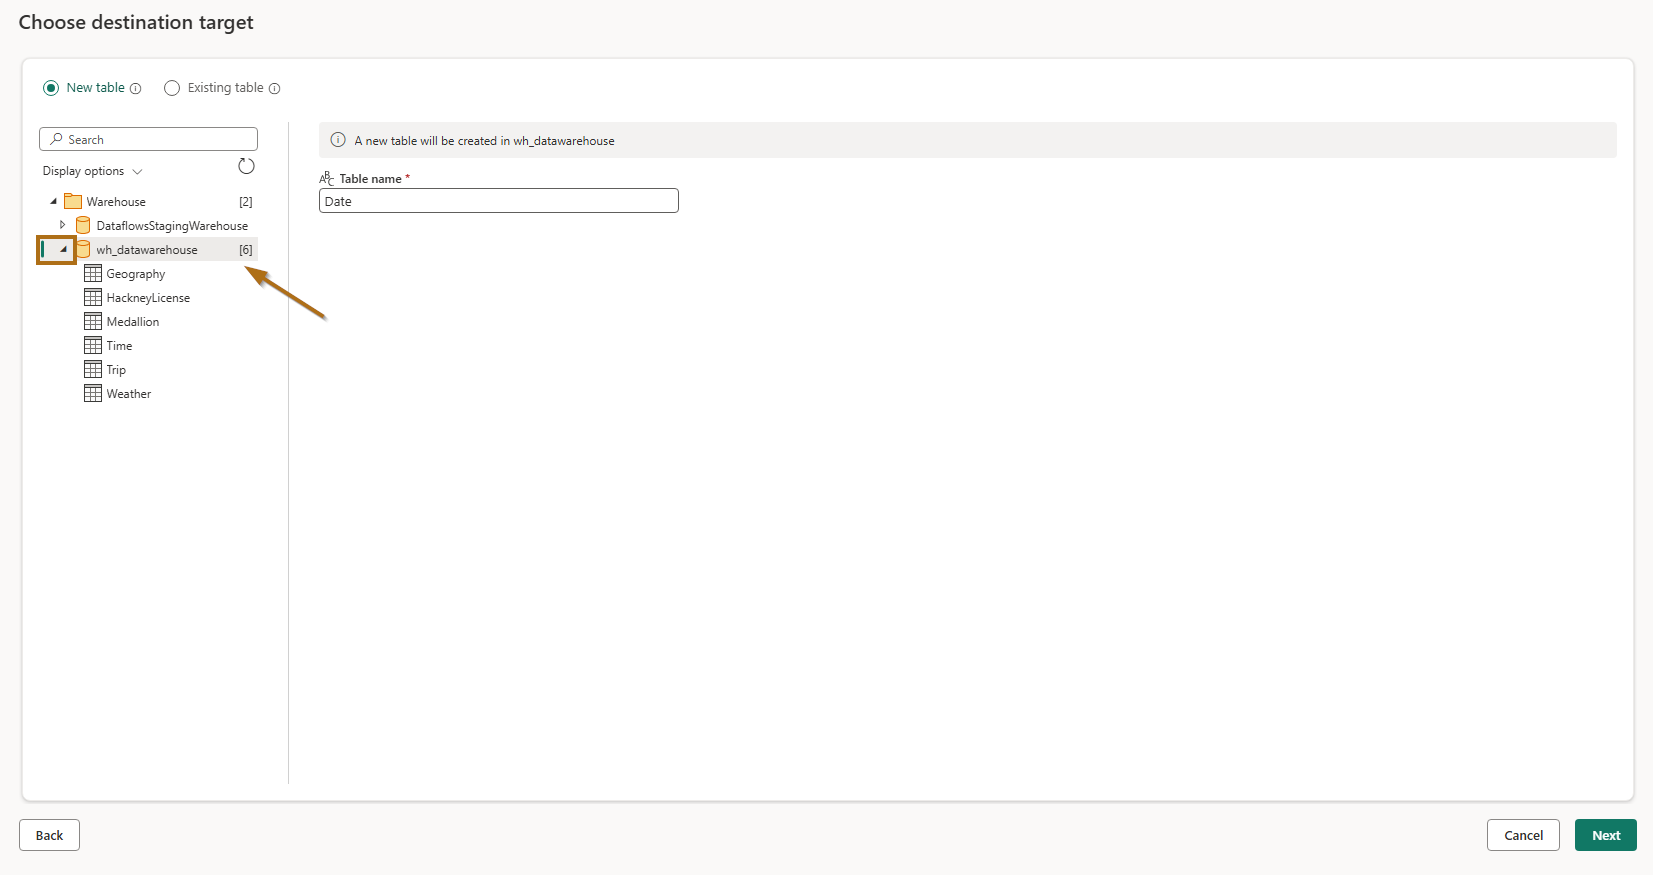 Choose destination target
New table
Existing table
Search
Display options
Warehouse [2]
DataflowsStagingWarehouse
wh_datawarehouse [6]
Geography
HackneyLicense
Medallion
Time
Trip
Weather
A new table will be created in wh_datawarehouse
ABC Table name *
Date
Back
Cancel
Next